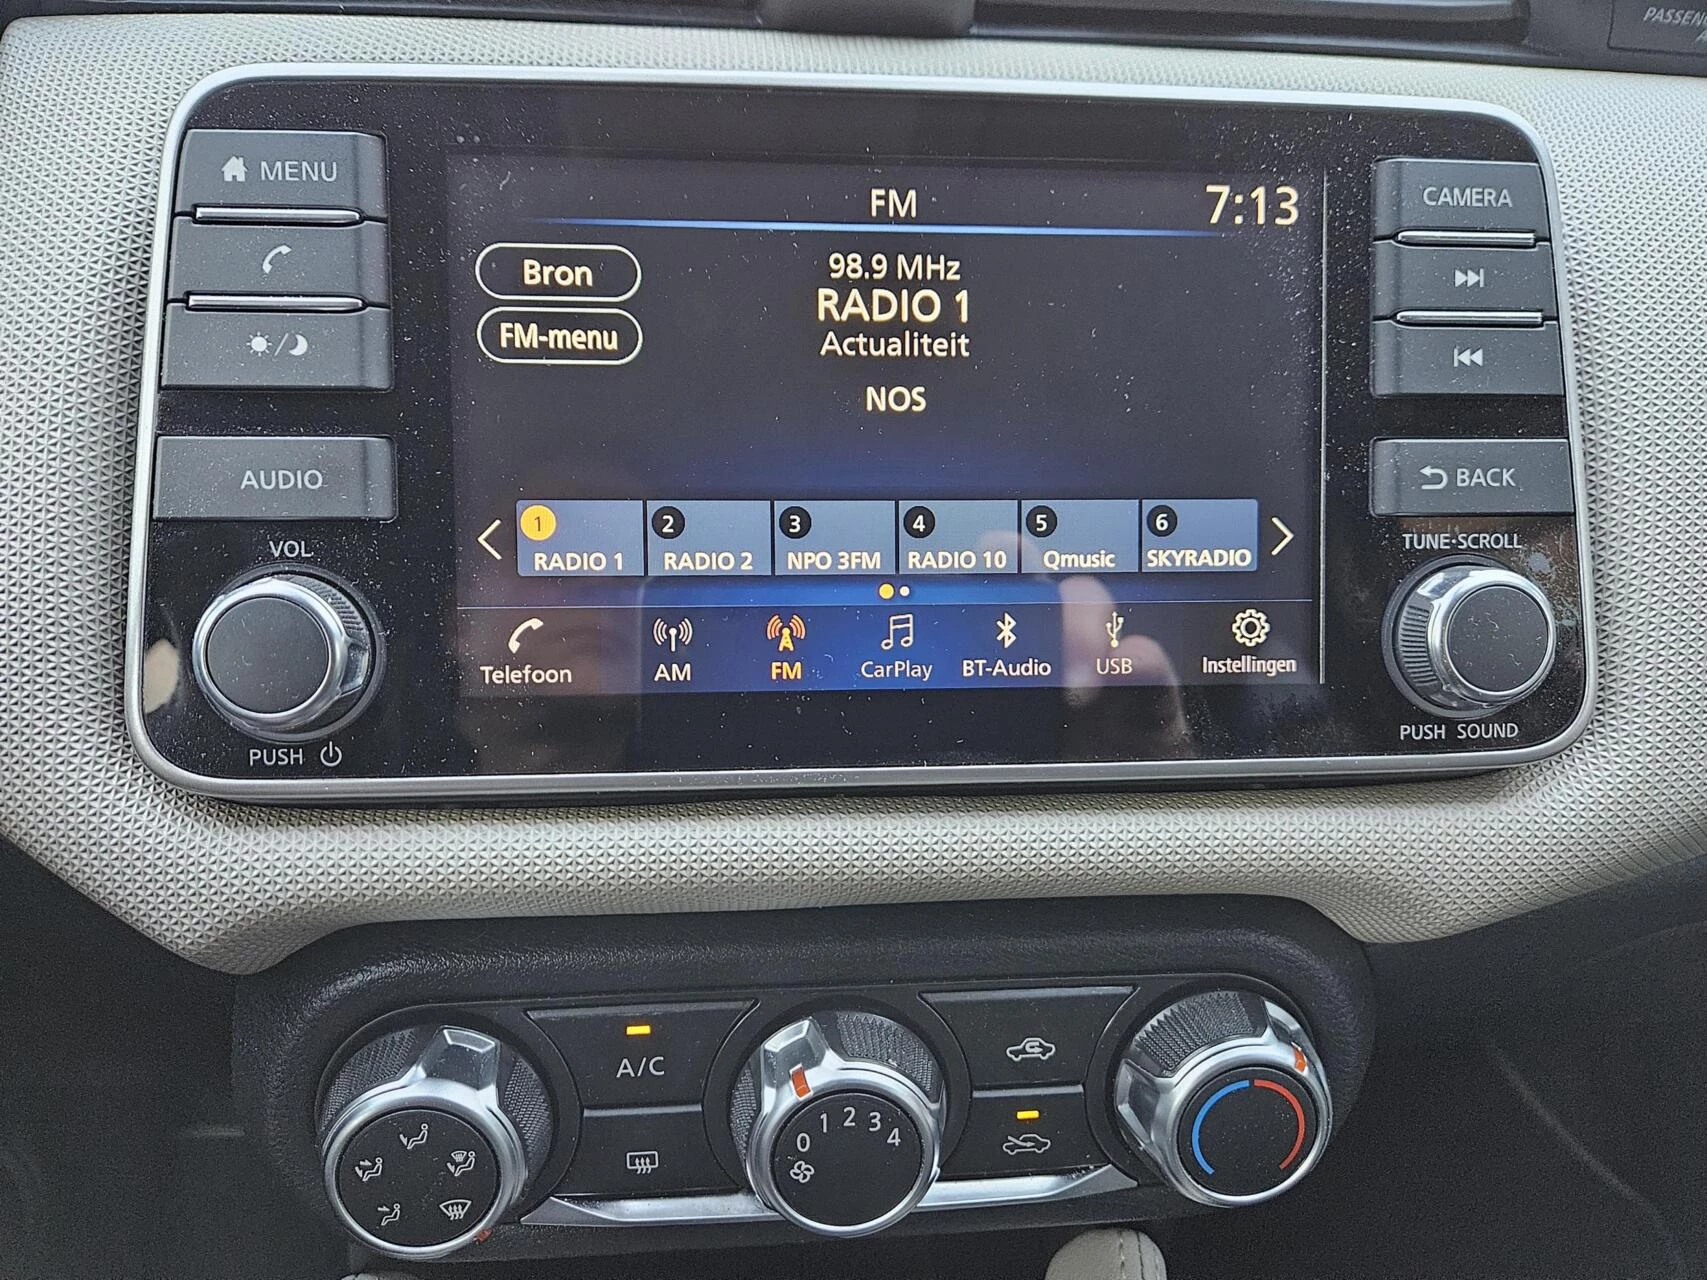 PASSEN
MENU
CAMERA
FM
7:13
Bron
98.9 MHz
RADIO 1
FM-menu
Actualiteit
NOS
AUDIO
BACK
1
2
3
4
5
6
RADIO 1
RADIO 2
NPO 3FM
RADIO 10
Qmusic
SKYRADIO
VOL
TUNE·SCROLL
Telefoon
AM
FM
CarPlay
BT-Audio
USB
Instellingen
PUSH
PUSH SOUND
A/C
0 1 2 3 4